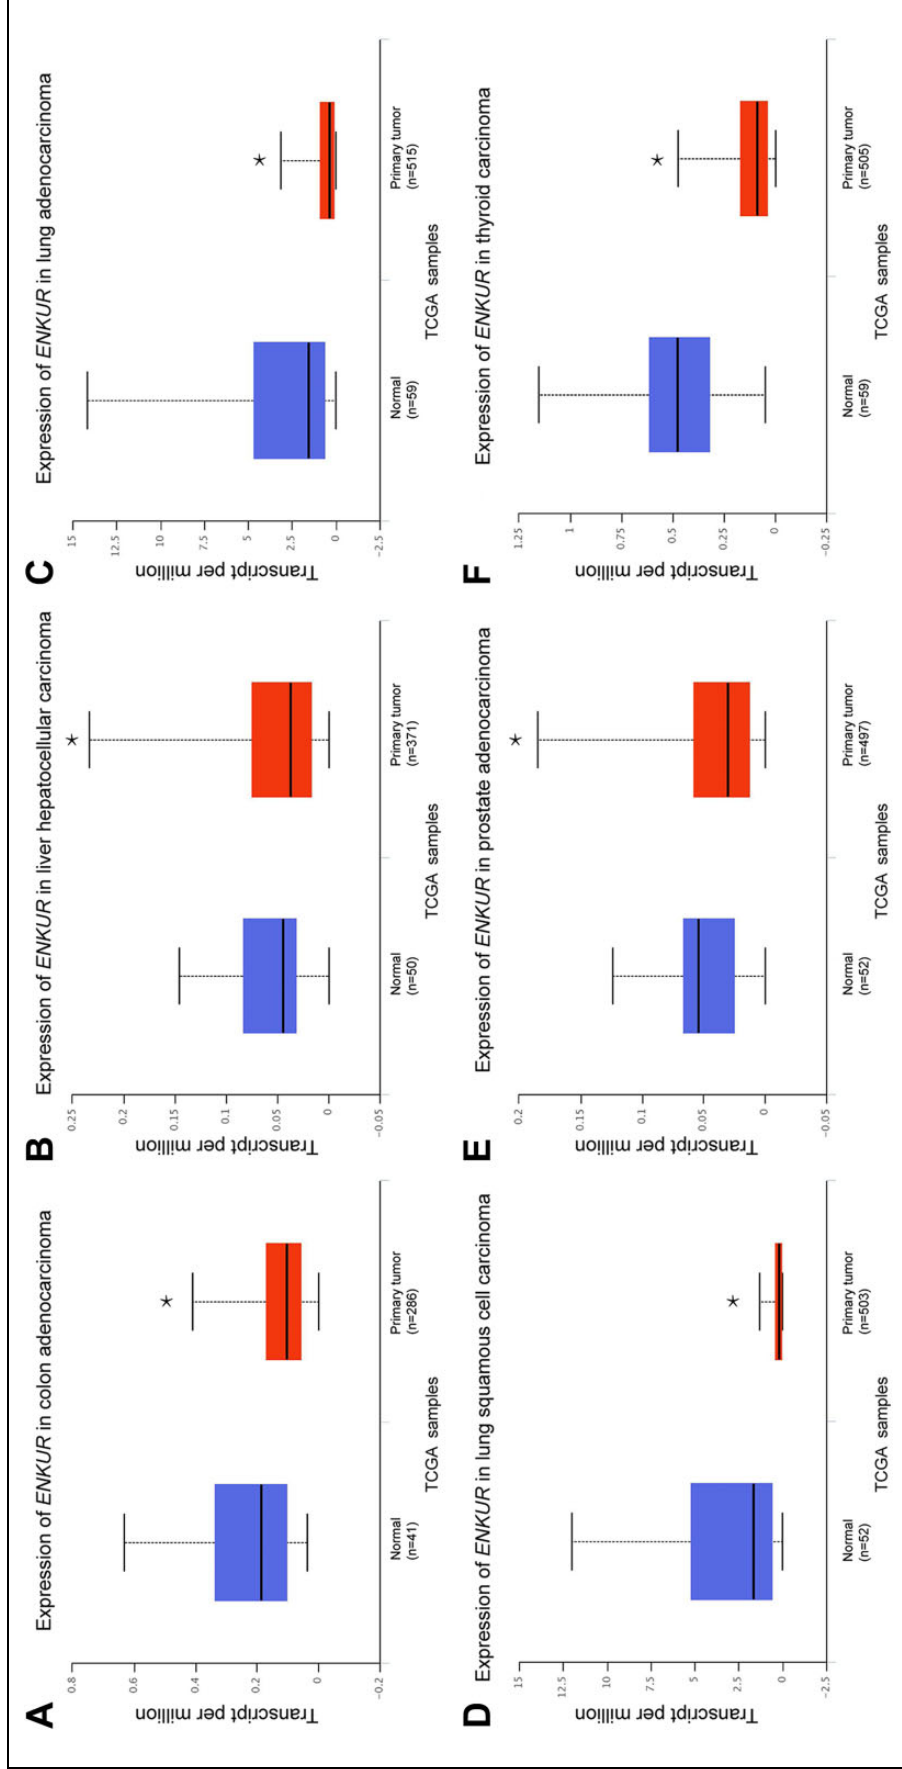 A
Expression of ENKUR in colon adenocarcinoma
Transcript per million
0.8
0.6
0.4
0.2
0
-0.2
Normal
(n=41)
Primary tumor
(n=286)
TCGA samples
B
Expression of ENKUR in liver hepatocellular carcinoma
Transcript per million
0.25
0.2
0.15
0.1
0.05
0
-0.05
Normal
(n=50)
Primary tumor
(n=371)
TCGA samples
C
Expression of ENKUR in lung adenocarcinoma
Transcript per million
15
12.5
10
7.5
5
2.5
0
-2.5
Normal
(n=59)
Primary tumor
(n=515)
TCGA samples
D
Expression of ENKUR in lung squamous cell carcinoma
Transcript per million
15
12.5
10
7.5
5
2.5
0
-2.5
Normal
(n=52)
Primary tumor
(n=503)
TCGA samples
E
Expression of ENKUR in prostate adenocarcinoma
Transcript per million
0.2
0.15
0.1
0.05
0
-0.05
Normal
(n=52)
Primary tumor
(n=497)
TCGA samples
F
Expression of ENKUR in thyroid carcinoma
Transcript per million
1.25
1
0.75
0.5
0.25
0
-0.25
Normal
(n=59)
Primary tumor
(n=505)
TCGA samples